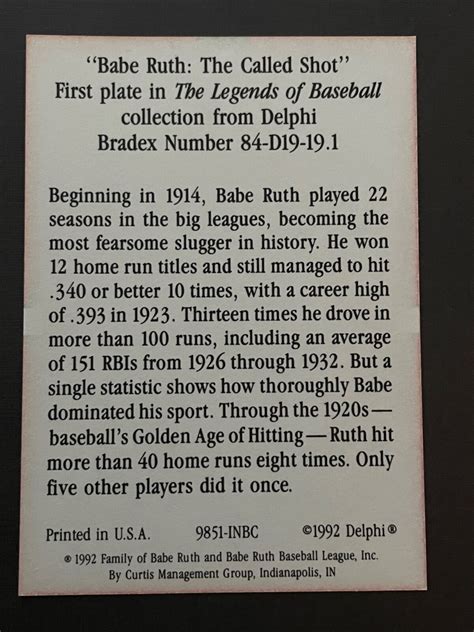 "Babe Ruth: The Called Shot"
First plate in The Legends of Baseball
collection from Delphi
Bradex Number 84-D19-19.1
Beginning in 1914, Babe Ruth played 22
seasons in the big leagues, becoming the
most fearsome slugger in history. He won
12 home run titles and still managed to hit
.340 or better 10 times, with a career high
of .393 in 1923. Thirteen times he drove in
more than 100 runs, including an average
of 151 RBIs from 1926 through 1932. But a
single statistic shows how thoroughly Babe
dominated his sport. Through the 1920s—
baseball's Golden Age of Hitting—Ruth hit
more than 40 home runs eight times. Only
five other players did it once.
Printed in U.S.A. 9851-INBC ©1992 Delphi®
® 1992 Family of Babe Ruth and Babe Ruth Baseball League, Inc.
By Curtis Management Group, Indianapolis, IN